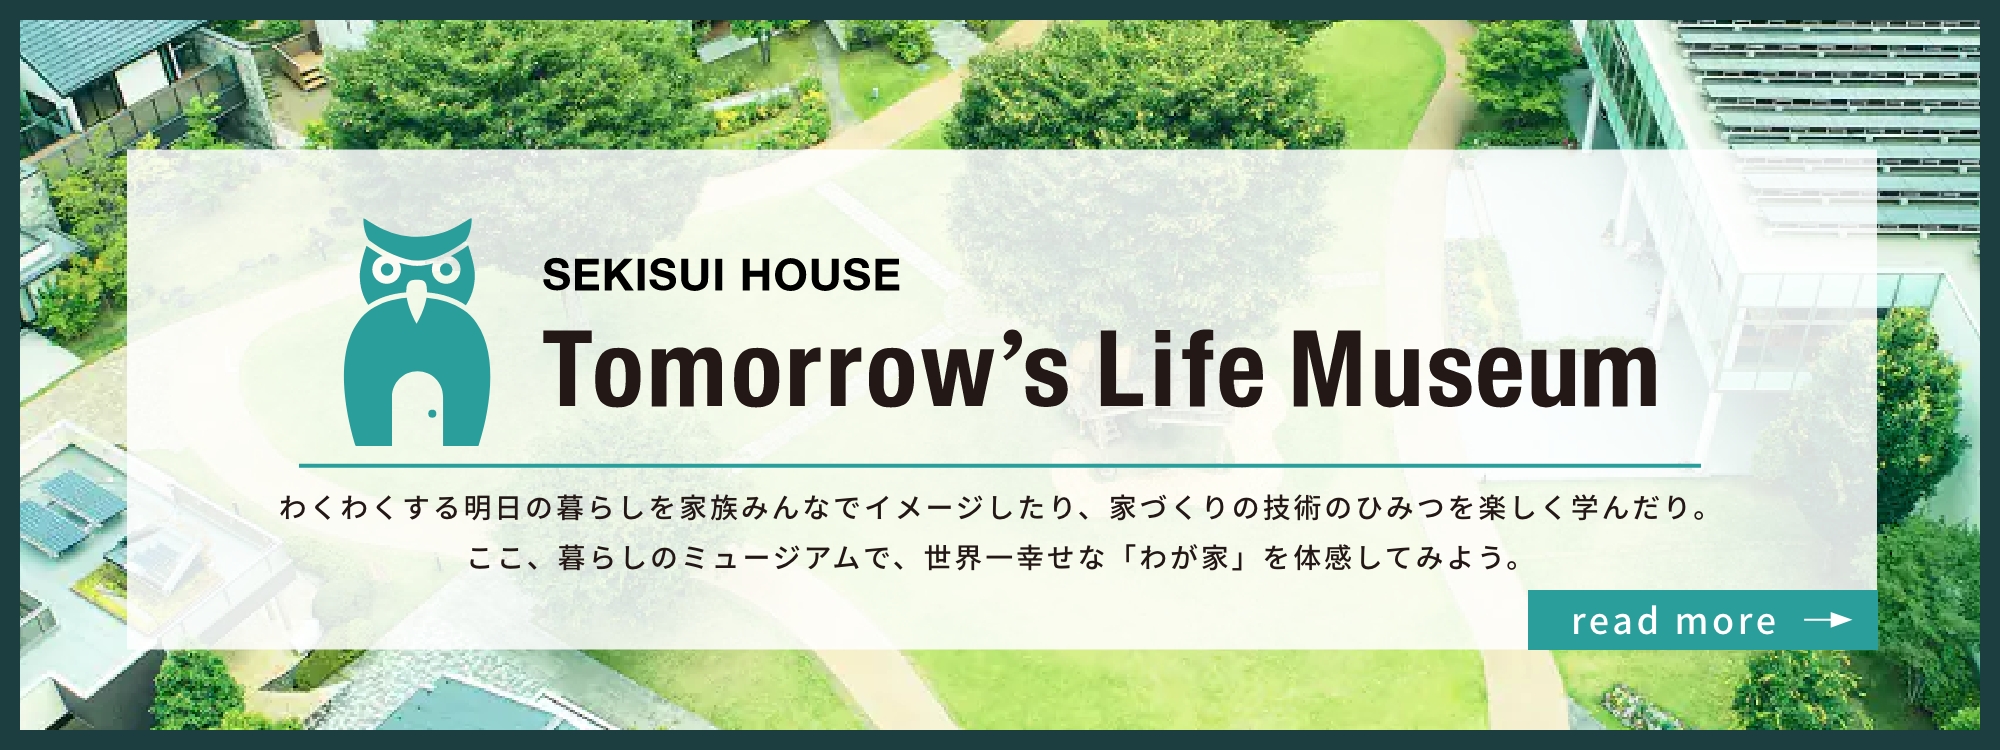 SEKISUI HOUSE
Tomorrow’s Life Museum
わくわくする明日の暮らしを家族みんなでイメージしたり、家づくりの技術のひみつを楽しく学んだり。
ここ、暮らしのミュージアムで、世界一幸せな「わが家」を体感してみよう。
read more